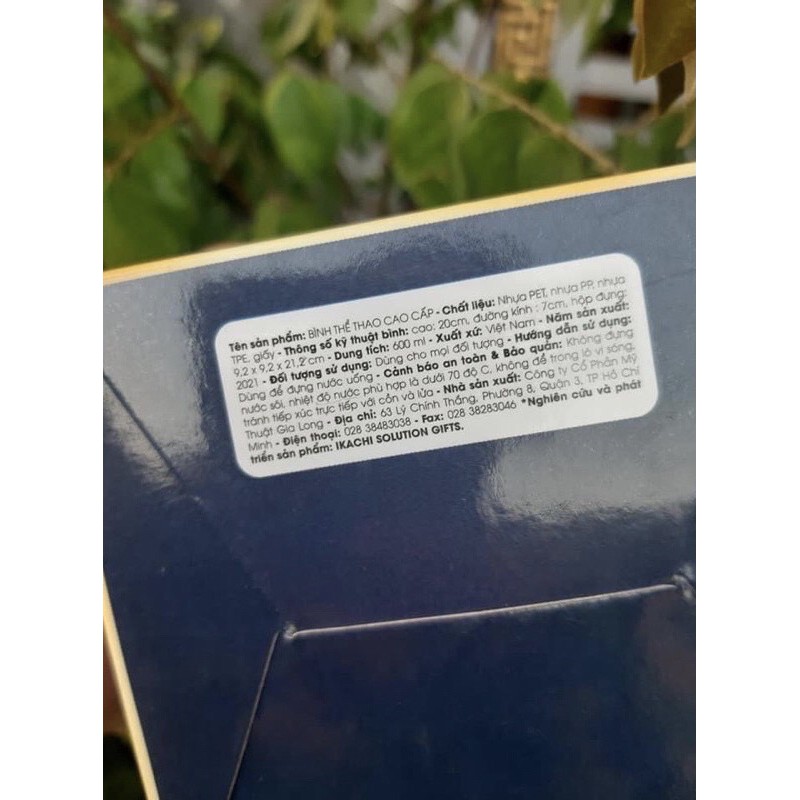 Tên sản phẩm: BÌNH THỂ THAO CAO CẤP - Chất liệu: Nhựa PET, nhựa PP, nhựa
TPE, giấy - Thông số kỹ thuật bình: cao: 20cm, đường kính : 7cm, hộp đựng:
9,2 x 9,2 x 21,2 cm - Dung tích: 600 ml - Xuất xứ: Việt Nam - Năm sản xuất:
2021 - Đối tượng sử dụng: Dùng cho mọi đối tượng - Hướng dẫn sử dụng:
Dùng để đựng nước uống - Cảnh báo an toàn & Bảo quản: Không đựng
nước sôi, nhiệt độ nước phù hợp là dưới 70 độ C, không để trong lò vi sóng,
tránh tiếp xúc trực tiếp với cồn và lửa - Nhà sản xuất: Công ty Cổ Phần Mỹ
Thuật Gia Long - Địa chỉ: 63 Lý Chính Thắng, Phường 8, Quận 3, TP Hồ Chí
Minh - Điện thoại: 028 38483038 - Fax: 028 38283046 *Nghiên cứu và phát
triển sản phẩm: IKACHI SOLUTION GIFTS.